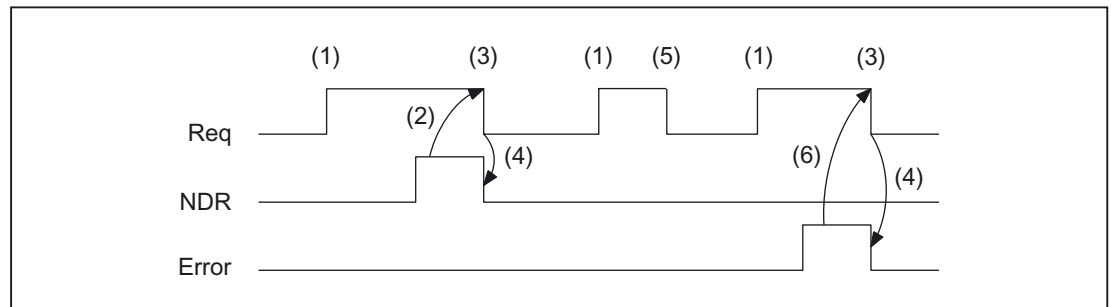 (1) (3) (1) (5) (1) (3)
Req
(2)
(4)
(6)
(4)
NDR
Error